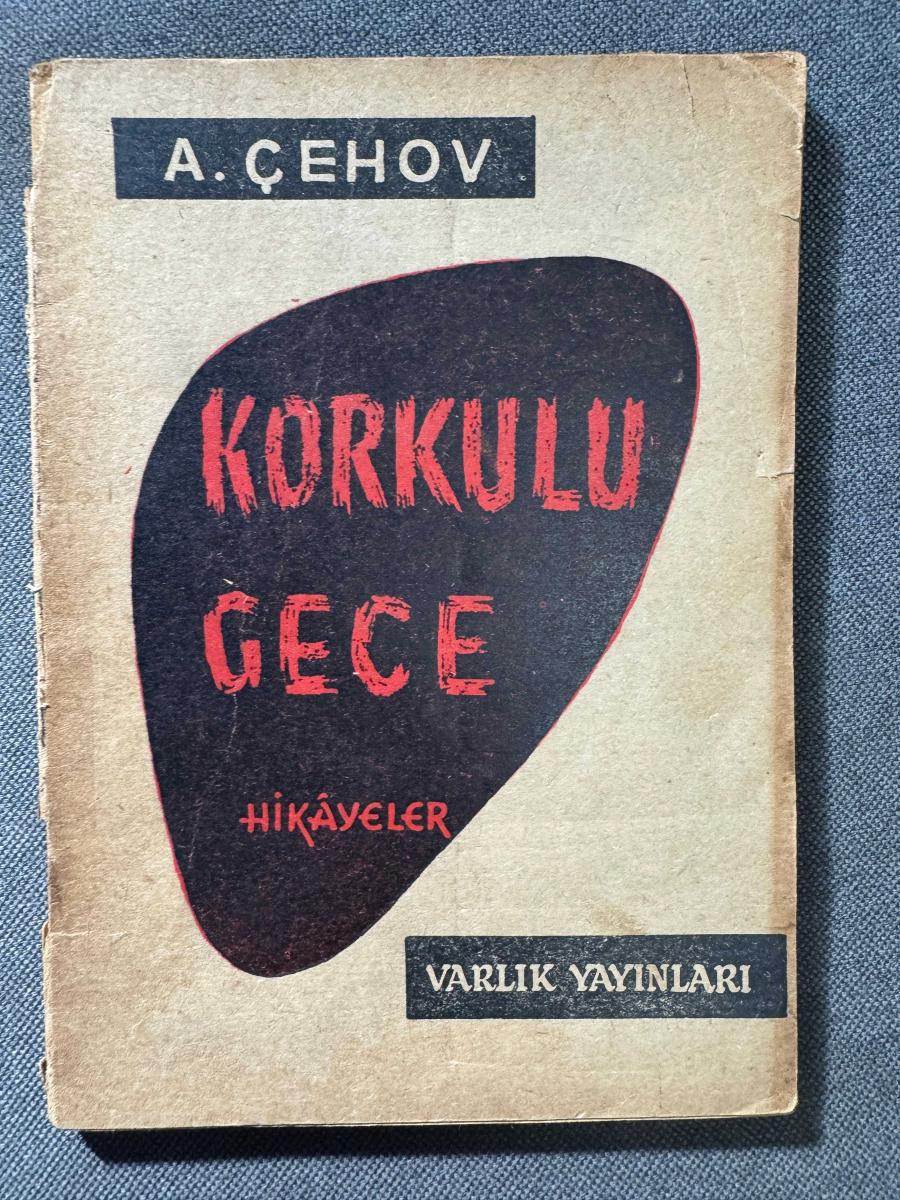 A. ÇEHOV
KORKULU
GECE
HİKÂYELER
VARLIK YAYINLARI